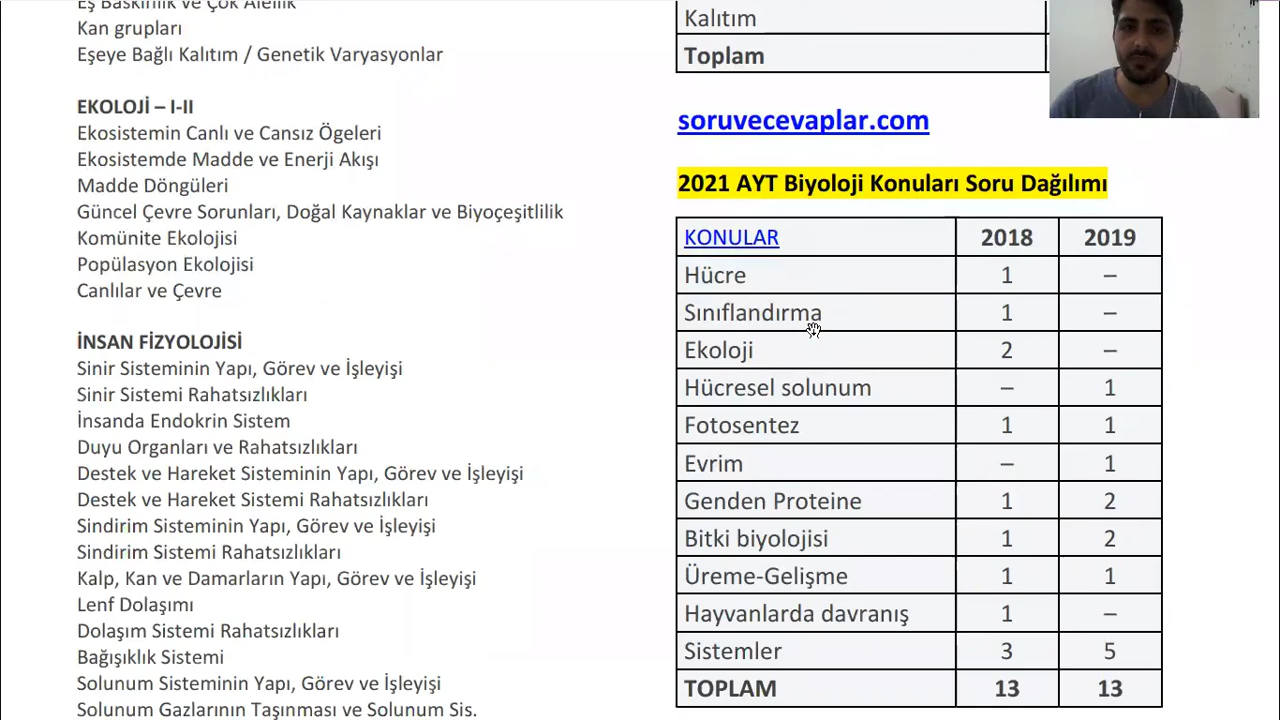 Eş Baskınlık ve Çok Alellik
Kan grupları
Eşeye Bağlı Kalıtım / Genetik Varyasyonlar
EKOLOJİ – I-II
Ekosistemin Canlı ve Cansız Ögeleri
Ekosistemde Madde ve Enerji Akışı
Madde Döngüleri
Güncel Çevre Sorunları, Doğal Kaynaklar ve Biyoçeşitlilik
Komünite Ekolojisi
Popülasyon Ekolojisi
Canlılar ve Çevre
İNSAN FİZYOLOJİSİ
Sinir Sisteminin Yapı, Görev ve İşleyişi
Sinir Sistemi Rahatsızlıkları
İnsanda Endokrin Sistem
Duyu Organları ve Rahatsızlıkları
Destek ve Hareket Sisteminin Yapı, Görev ve İşleyişi
Destek ve Hareket Sistemi Rahatsızlıkları
Sindirim Sisteminin Yapı, Görev ve İşleyişi
Sindirim Sistemi Rahatsızlıkları
Kalp, Kan ve Damarların Yapı, Görev ve İşleyişi
Lenf Dolaşımı
Dolaşım Sistemi Rahatsızlıkları
Bağışıklık Sistemi
Solunum Sisteminin Yapı, Görev ve İşleyişi
Solunum Gazlarının Taşınması ve Solunum Sis.
Kalıtım
Toplam
soruvecevaplar.com
2021 AYT Biyoloji Konuları Soru Dağılımı
KONULAR 2018 2019
Hücre 1 –
Sınıflandırma 1 –
Ekoloji 2 –
Hücresel solunum – 1
Fotosentez 1 1
Evrim – 1
Genden Proteine 1 2
Bitki biyolojisi 1 2
Üreme-Gelişme 1 1
Hayvanlarda davranış 1 –
Sistemler 3 5
TOPLAM 13 13